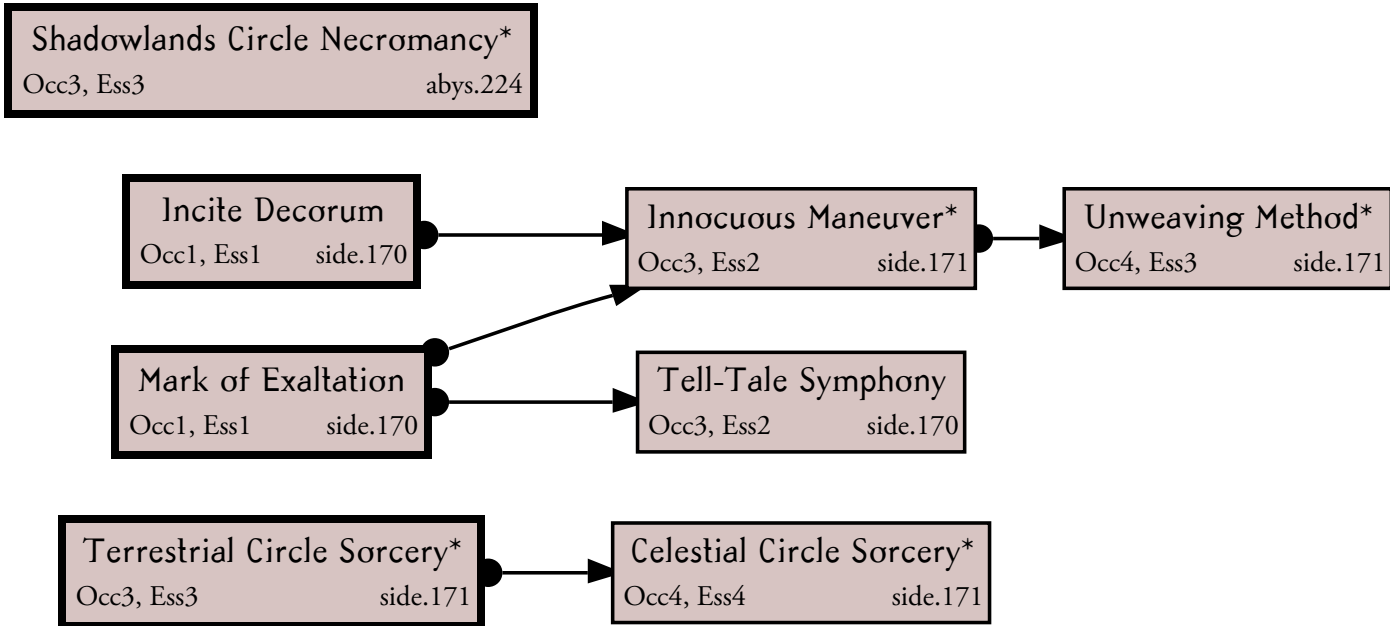 Shadowlands Circle Necromancy*
Occ3, Ess3 abys.224
Incite Decorum
Occ1, Ess1 side.170
Innocuous Maneuver*
Occ3, Ess2 side.171
Unweaving Method*
Occ4, Ess3 side.171
Mark of Exaltation
Occ1, Ess1 side.170
Tell-Tale Symphony
Occ3, Ess2 side.170
Terrestrial Circle Sorcery*
Occ3, Ess3 side.171
Celestial Circle Sorcery*
Occ4, Ess4 side.171